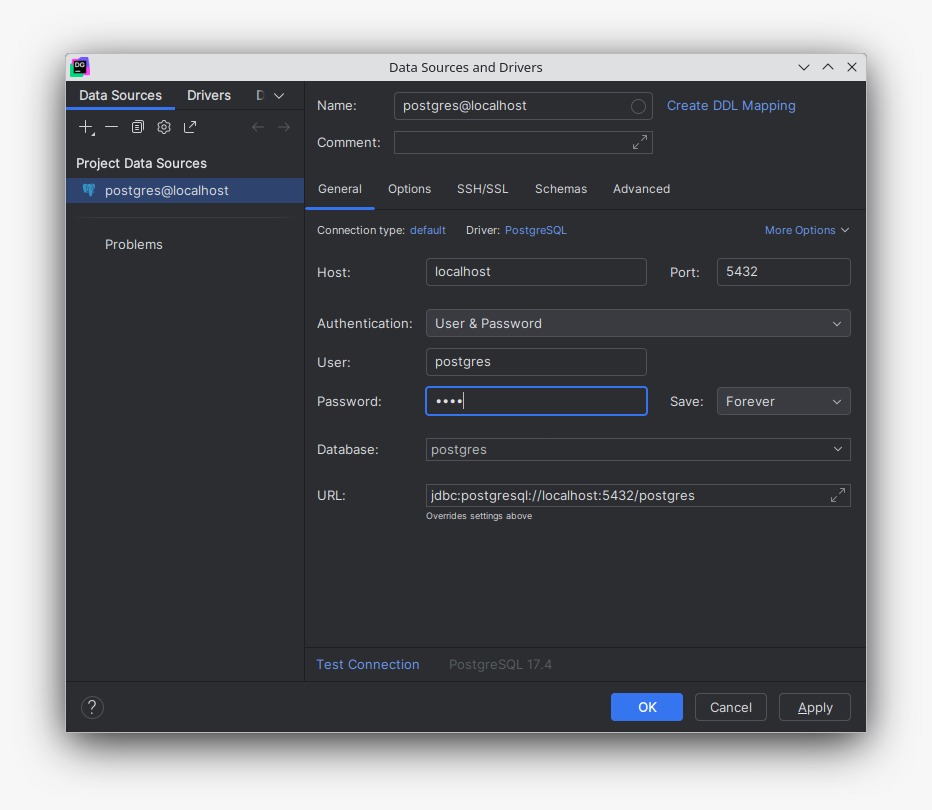 DG
Data Sources and Drivers
Data Sources Drivers D
Project Data Sources
postgres@localhost
Problems
Name: postgres@localhost Create DDL Mapping
Comment:
General Options SSH/SSL Schemas Advanced
Connection type: default Driver: PostgreSQL More Options
Host: localhost Port: 5432
Authentication: User & Password
User: postgres
Password: •••• Save: Forever
Database: postgres
URL: jdbc:postgresql://localhost:5432/postgres
Overrides settings above
Test Connection PostgreSQL 17.4
? OK Cancel Apply